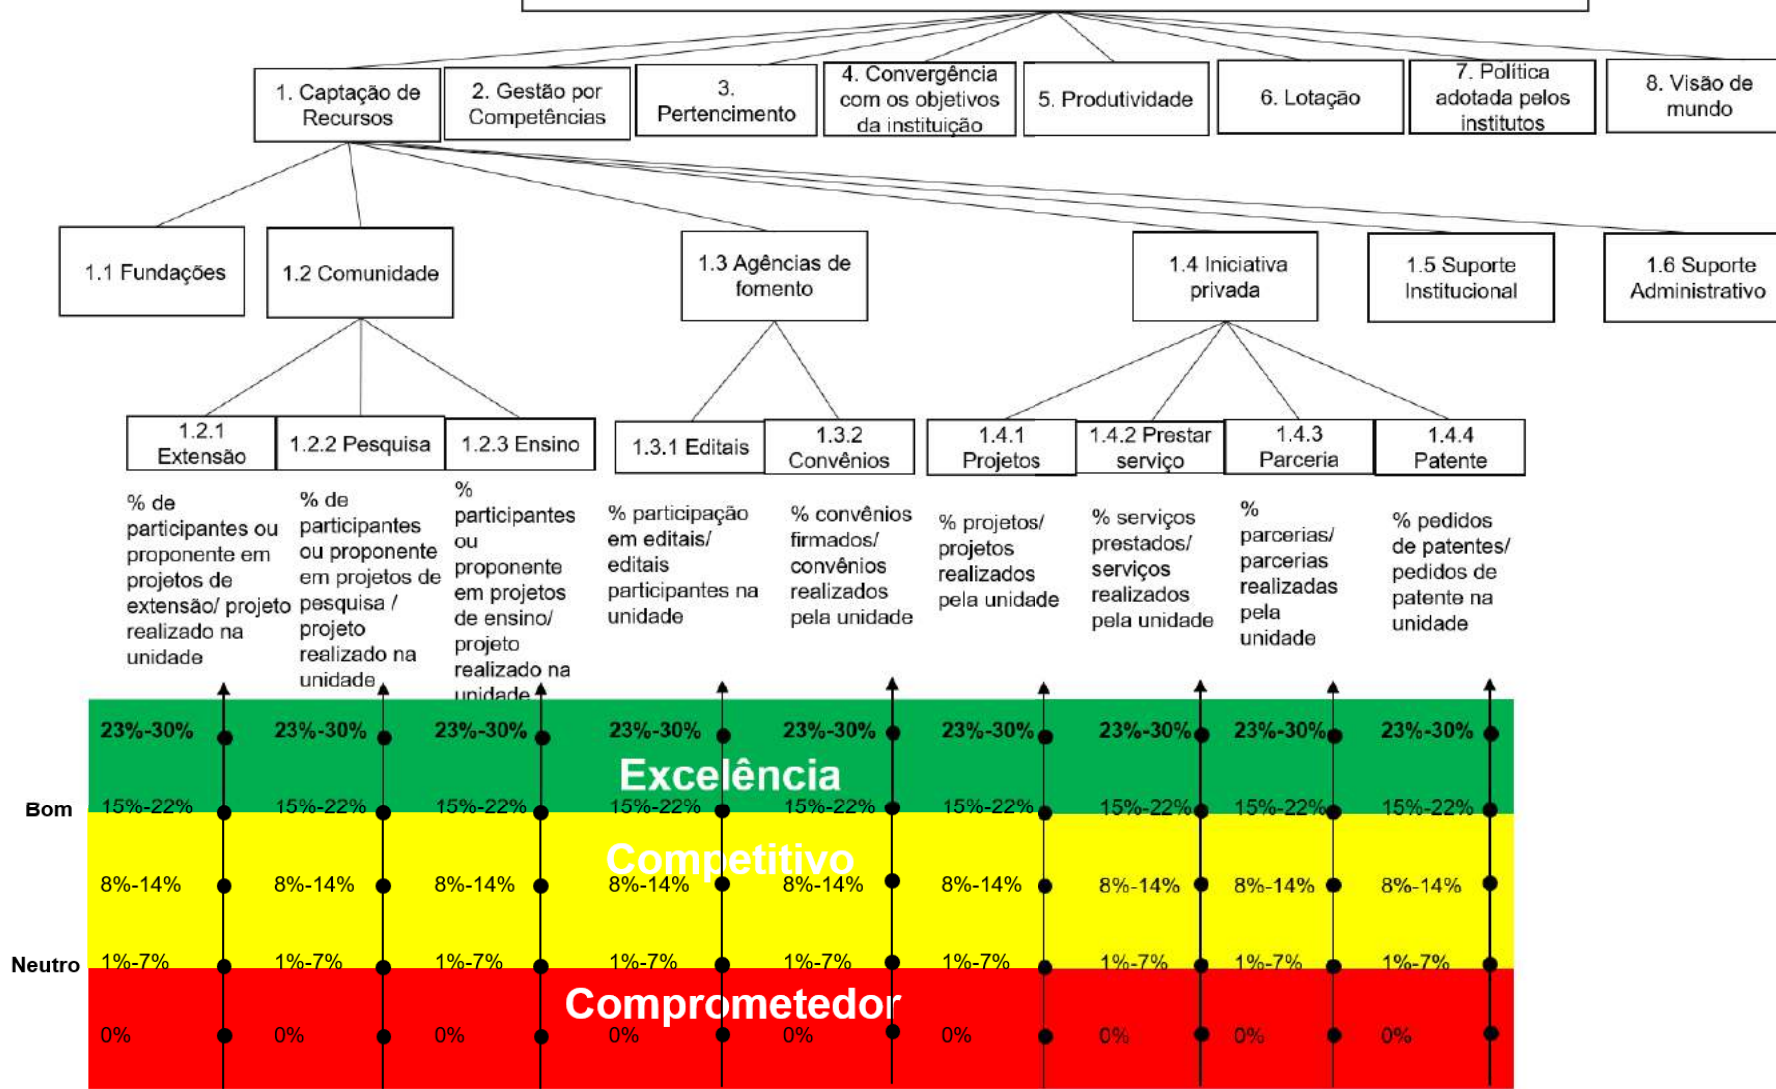 1. Captação de
Recursos
2. Gestão por
Competências
3.
Pertencimento
4. Convergência
com os objetivos
da instituição
5. Produtividade
6. Lotação
7. Política
adotada pelos
institutos
8. Visão de
mundo
1.1 Fundações
1.2 Comunidade
1.3 Agências de
fomento
1.4 Iniciativa
privada
1.5 Suporte
Institucional
1.6 Suporte
Administrativo
1.2.1
Extensão
1.2.2 Pesquisa
1.2.3 Ensino
1.3.1 Editais
1.3.2
Convênios
1.4.1
Projetos
1.4.2 Prestar
serviço
1.4.3
Parceria
1.4.4
Patente
% de
participantes ou
proponente em
projetos de
extensão/ projeto
realizado na
unidade
% de
participantes
ou proponente
em projetos de
pesquisa /
projeto
realizado na
unidade
%
participantes
ou
proponente
em projetos
de ensino/
projeto
realizado na
unidade
% participação
em editais/
editais
participantes na
unidade
% convênios
firmados/
convênios
realizados
pela unidade
% projetos/
projetos
realizados
pela unidade
% serviços
prestados/
serviços
realizados
pela unidade
%
parcerias/
parcerias
realizadas
pela
unidade
% pedidos
de patentes/
pedidos de
patente na
unidade
23%-30% 23%-30% 23%-30% 23%-30% 23%-30% 23%-30% 23%-30% 23%-30% 23%-30%
Excelência
Bom 15%-22% 15%-22% 15%-22% 15%-22% 15%-22% 15%-22% 15%-22% 15%-22% 15%-22%
Competitivo
8%-14% 8%-14% 8%-14% 8%-14% 8%-14% 8%-14% 8%-14% 8%-14% 8%-14%
Neutro 1%-7% 1%-7% 1%-7% 1%-7% 1%-7% 1%-7% 1%-7% 1%-7% 1%-7%
Comprometedor
0% 0% 0% 0% 0% 0% 0% 0% 0%